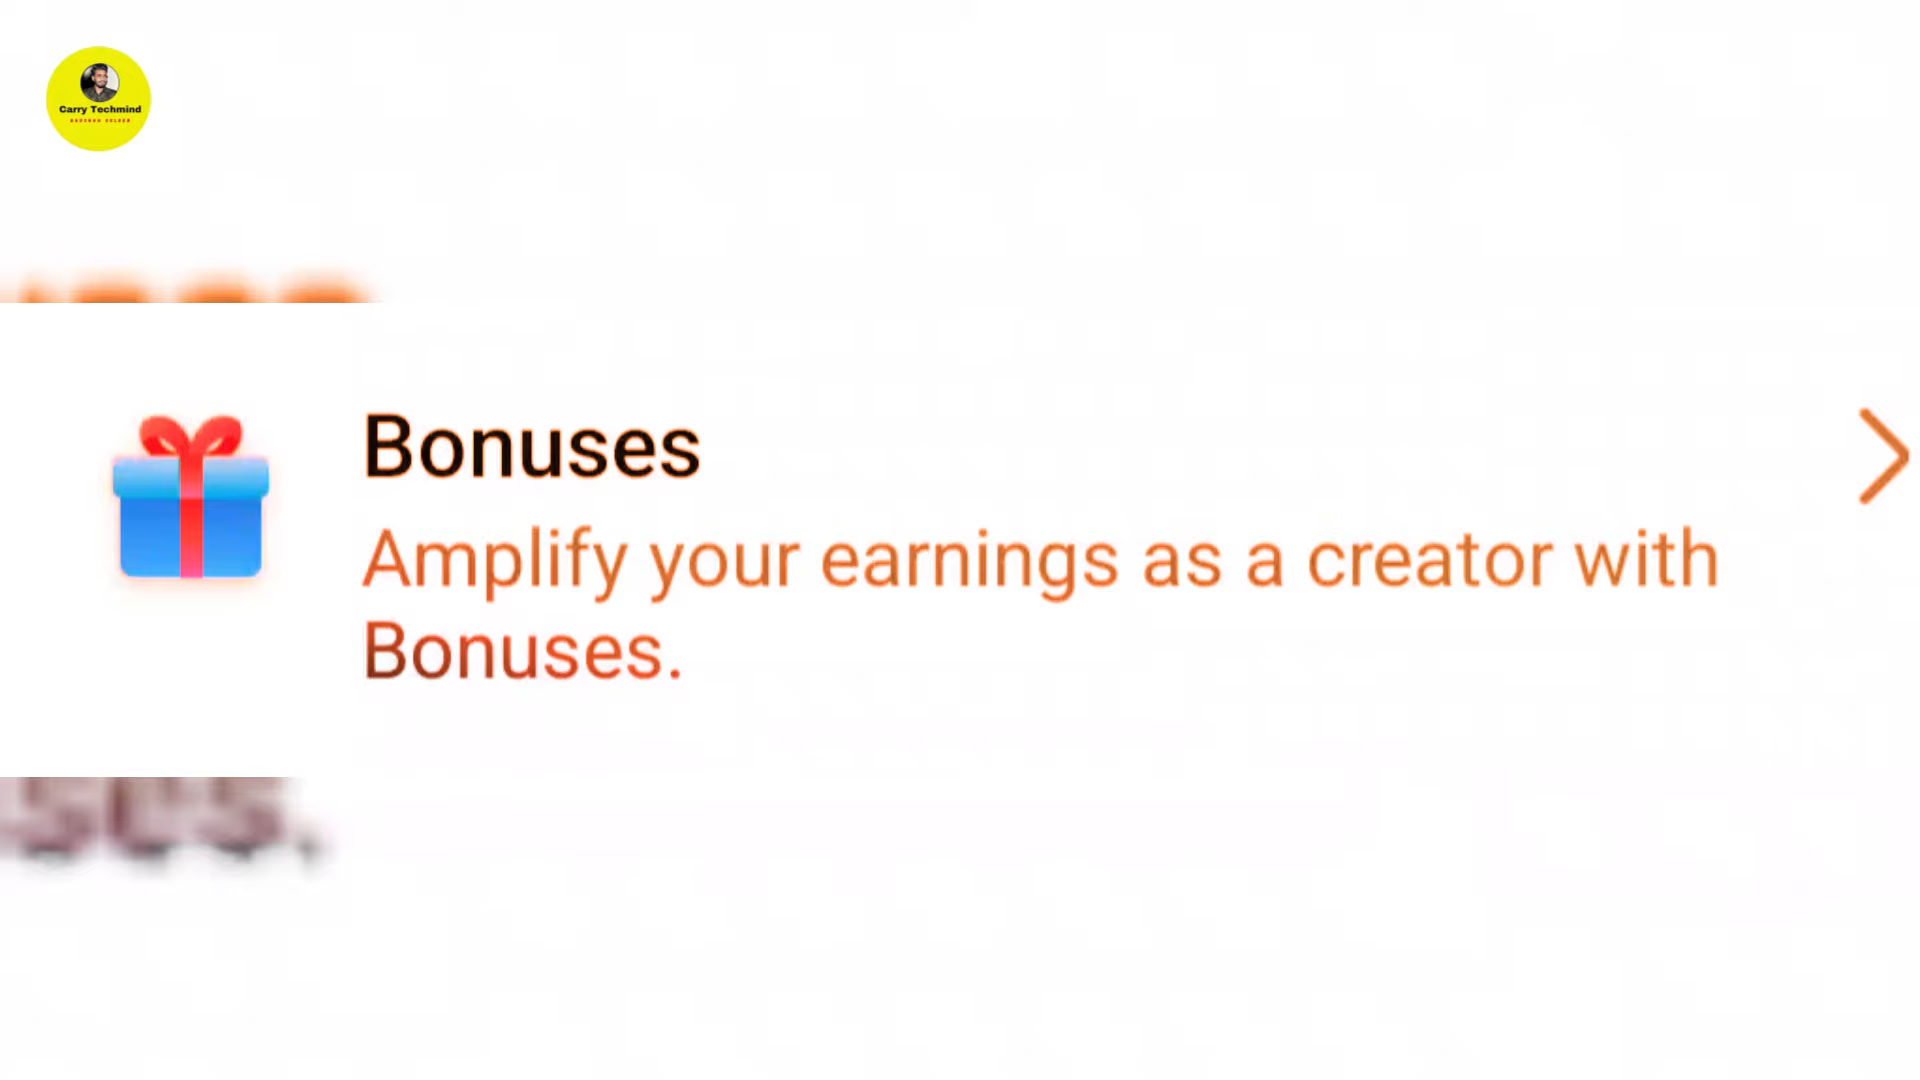 Carry Techmind
Bonuses
Amplify your earnings as a creator with
Bonuses.